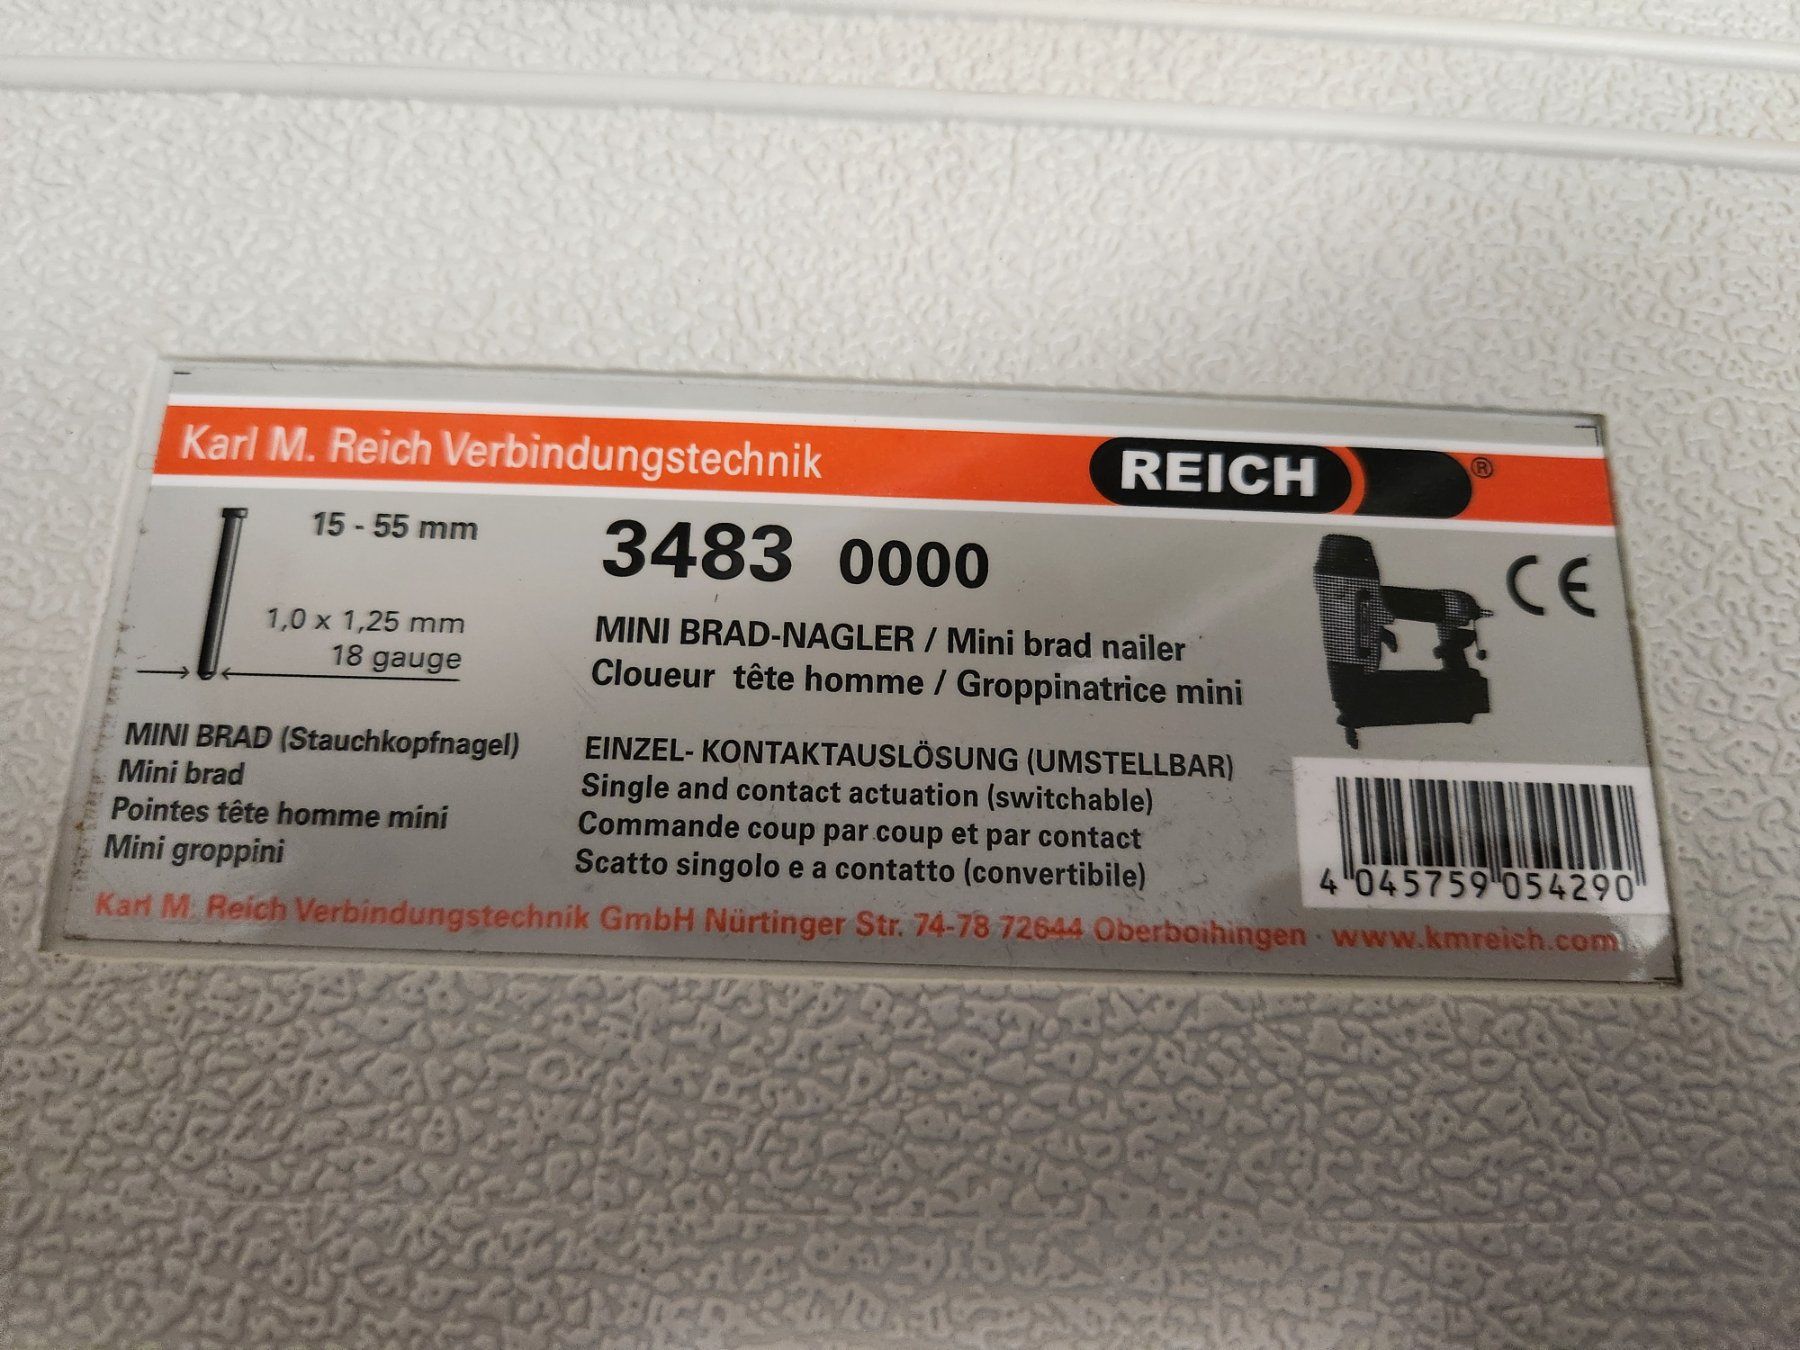 Karl M. Reich Verbindungstechnik
REICH ®
15 - 55 mm
1,0 x 1,25 mm
18 gauge
MINI BRAD (Stauchkopfnagel)
Mini brad
Pointes tête homme mini
Mini groppini
3483 0000
MINI BRAD-NAGLER / Mini brad nailer
Cloueur tête homme / Groppinatrice mini
EINZEL- KONTAKTAUSLÖSUNG (UMSTELLBAR)
Single and contact actuation (switchable)
Commande coup par coup et par contact
Scatto singolo e a contatto (convertibile)
CE
4 045759 054290
Karl M. Reich Verbindungstechnik GmbH Nürtinger Str. 74-78 72644 Oberboihingen · www.kmreich.com